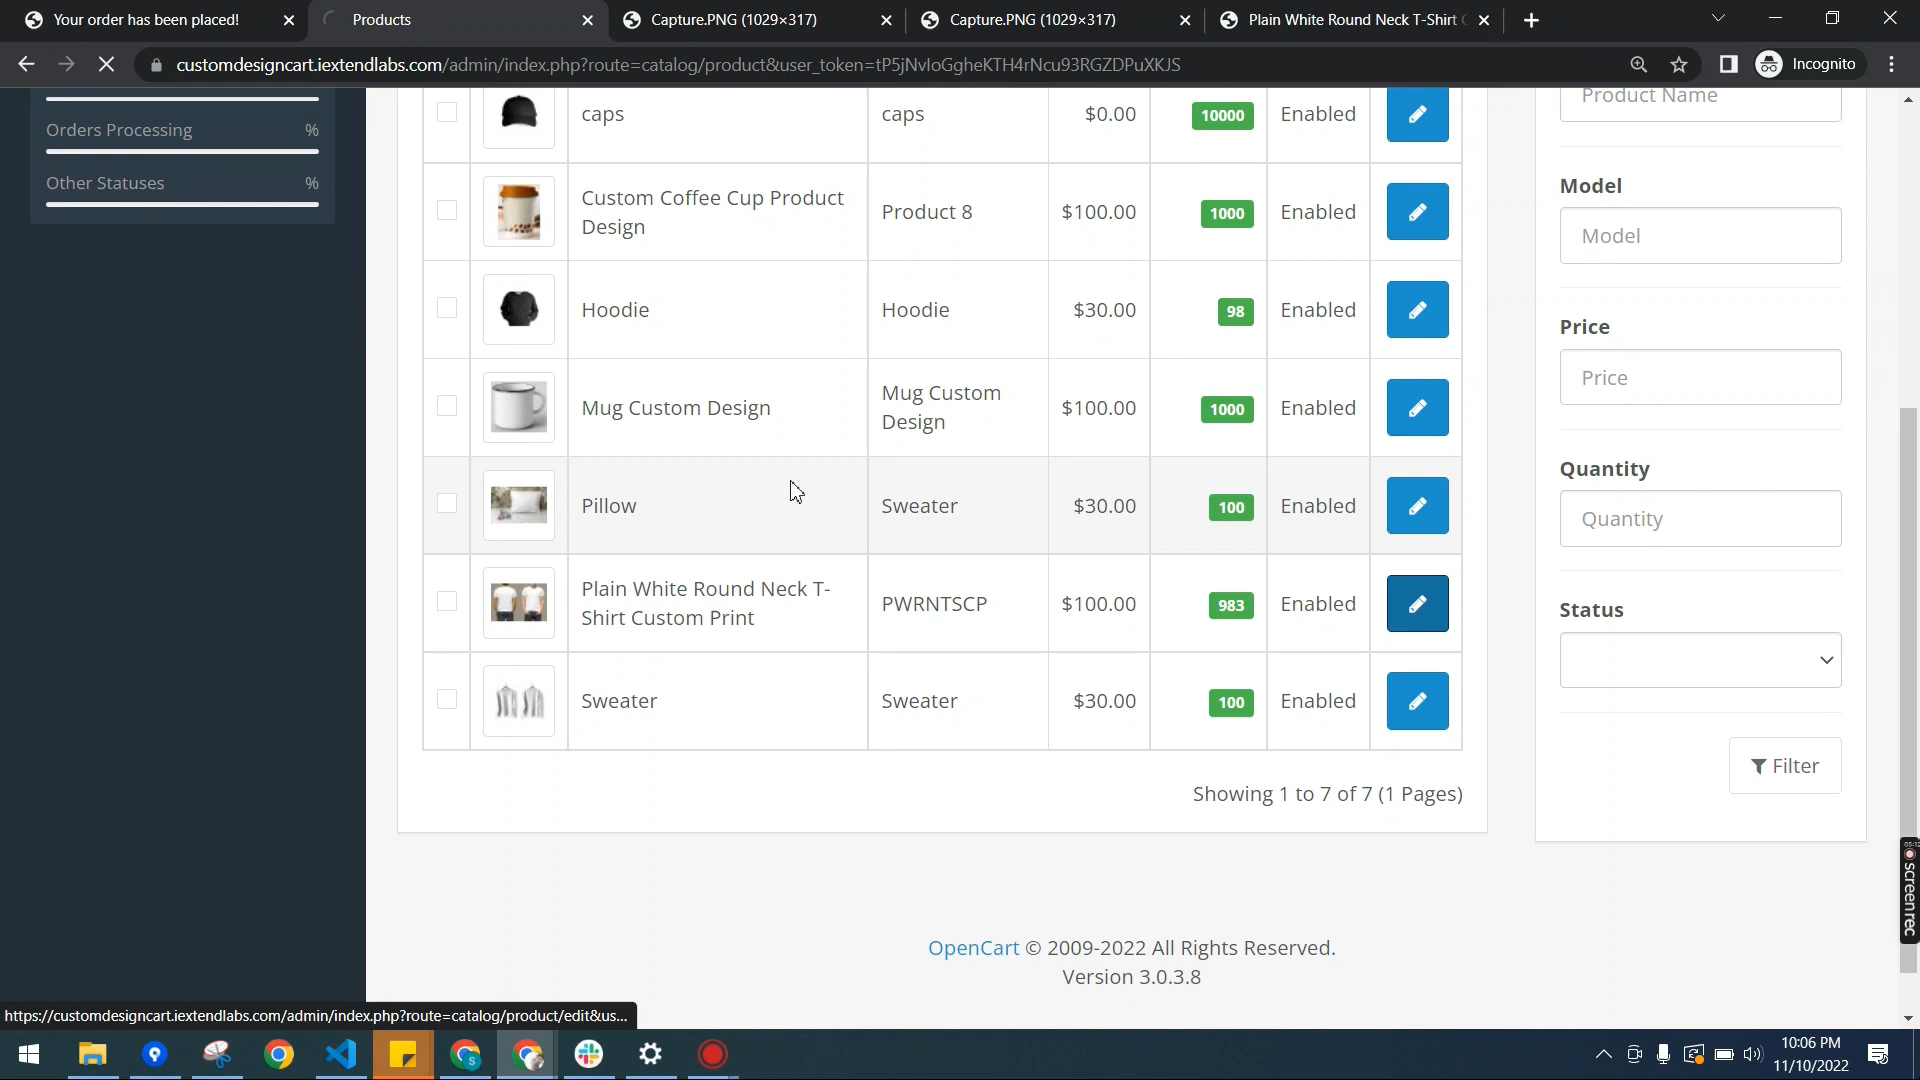 Your order has been placed!
Products
Capture.PNG (1029×317)
Capture.PNG (1029×317)
Plain White Round Neck T-Shirt C
customdesigncart.iextendlabs.com/admin/index.php?route=catalog/product&user_token=tP5jNvIoGgheKTH4rNcu93RGZDPuXKJS
Incognito
Orders Processing %
Other Statuses %
caps caps $0.00 10000 Enabled
Custom Coffee Cup Product
Design
Product 8 $100.00 1000 Enabled
Hoodie Hoodie $30.00 98 Enabled
Mug Custom Design
Mug Custom
Design
$100.00 1000 Enabled
Pillow Sweater $30.00 100 Enabled
Plain White Round Neck T-
Shirt Custom Print
PWRNTSCP $100.00 983 Enabled
Sweater Sweater $30.00 100 Enabled
Showing 1 to 7 of 7 (1 Pages)
Product Name
Model
Model
Price
Price
Quantity
Quantity
Status
Filter
OpenCart © 2009-2022 All Rights Reserved.
Version 3.0.3.8
screenrec
https://customdesigncart.iextendlabs.com/admin/index.php?route=catalog/product/edit&us...
10:06 PM
11/10/2022